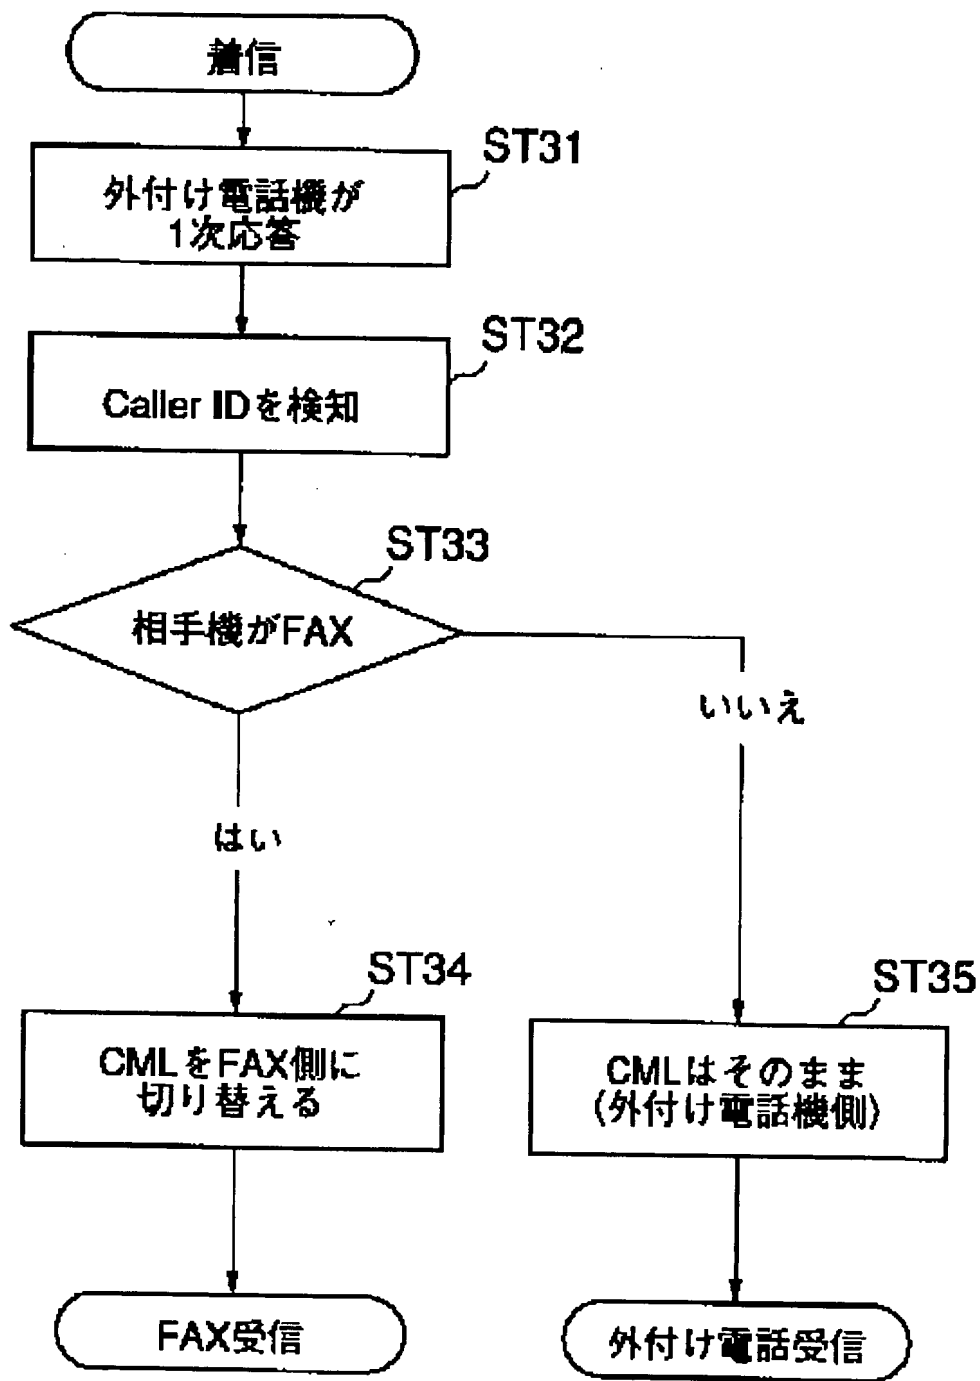 着信
ST31
外付け電話機が
1次応答
ST32
Caller IDを検知
ST33
相手機がFAX
いいえ
はい
ST34
CMLをFAX側に
切り替える
ST35
CMLはそのまま
(外付け電話機側)
FAX受信
外付け電話受信